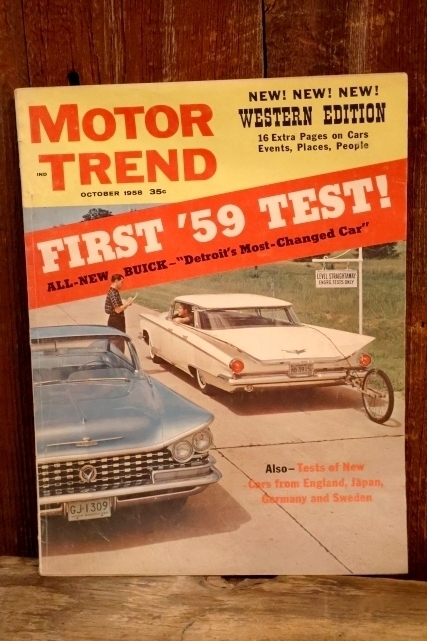 NEW! NEW! NEW!
WESTERN EDITION
16 Extra Pages on Cars
Events, Places, People
MOTOR
TREND
IND
OCTOBER 1958 35c
FIRST '59 TEST!
ALL-NEW BUICK—"Detroit's Most-Changed Car"
LEVEL STRAIGHTAWAY
ENGRG TESTS ONLY
GJ-1309
Also—Tests of New
Cars from England, Japan,
Germany and Sweden